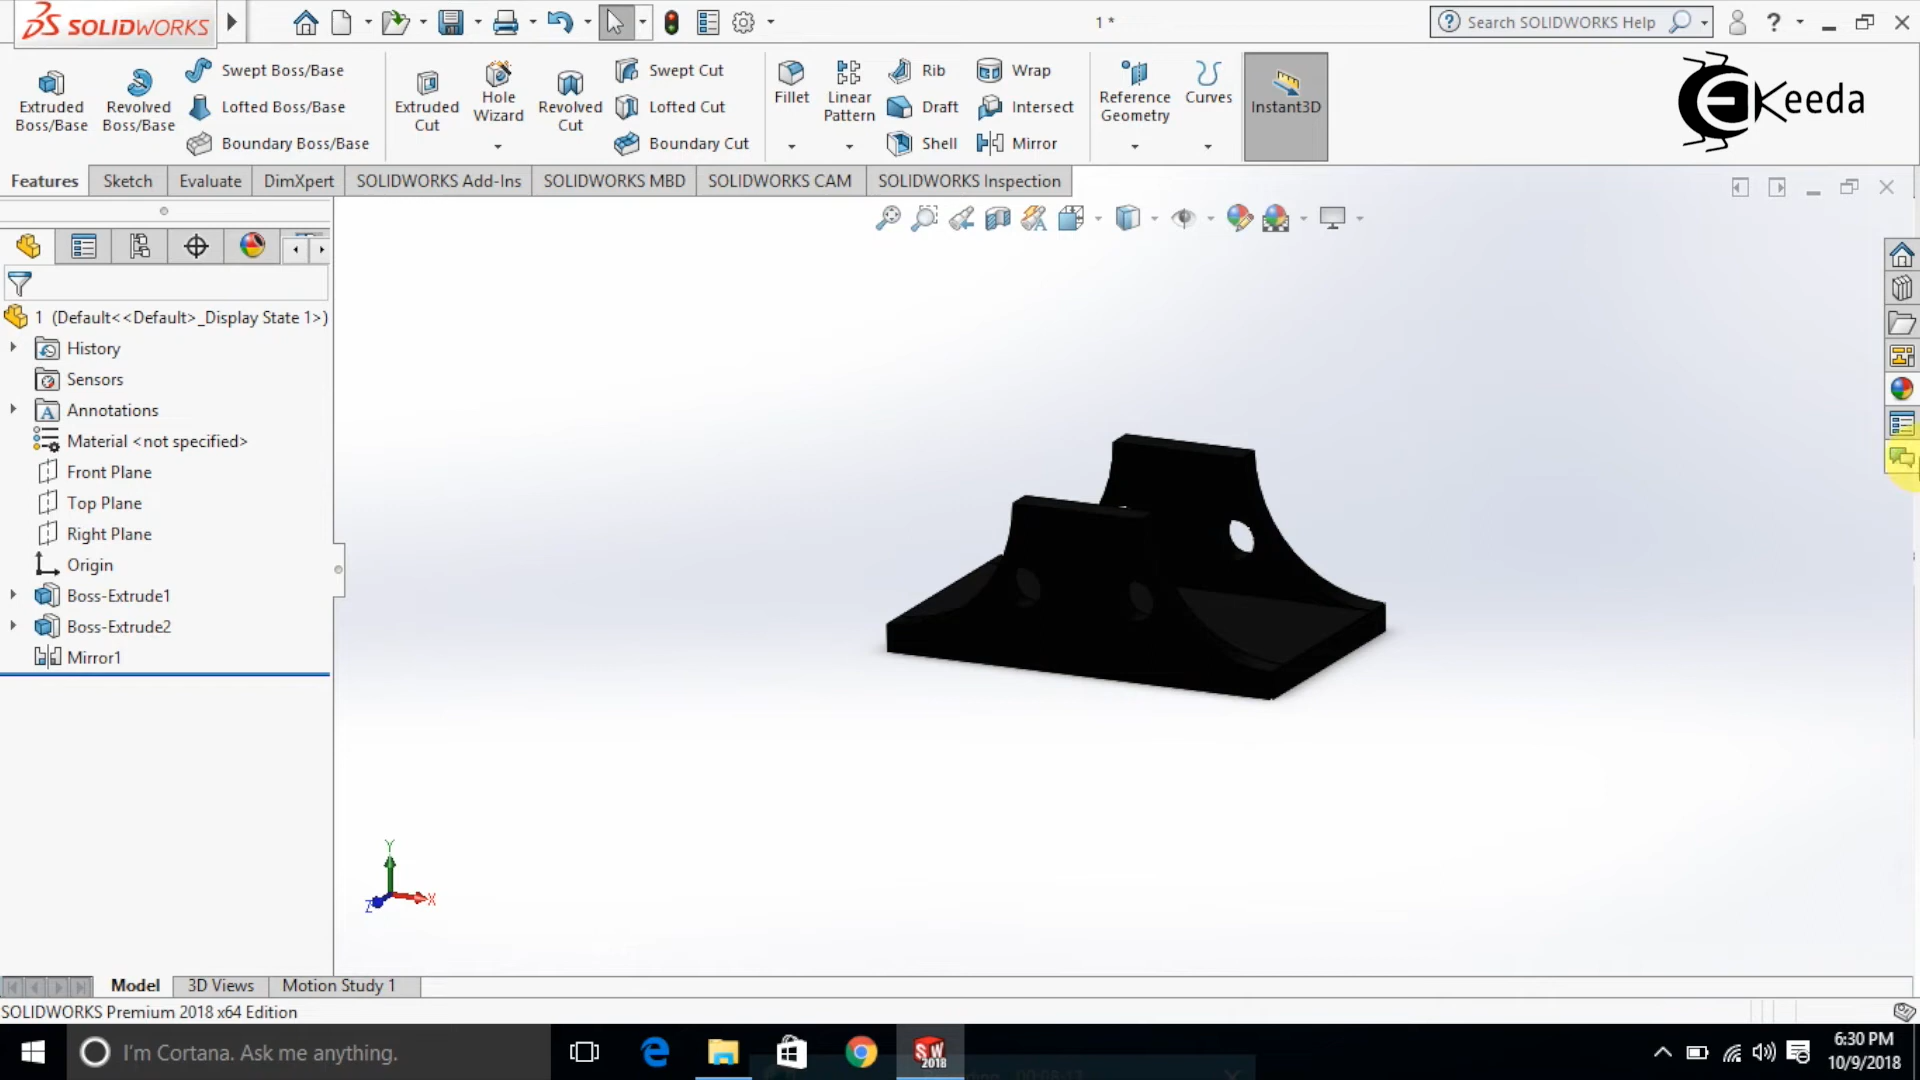 SOLIDWORKS
1 *
Search SOLIDWORKS Help
Extruded Boss/Base
Revolved Boss/Base
Swept Boss/Base
Lofted Boss/Base
Boundary Boss/Base
Extruded Cut
Hole Wizard
Revolved Cut
Swept Cut
Lofted Cut
Boundary Cut
Fillet
Linear Pattern
Rib
Draft
Shell
Wrap
Intersect
Mirror
Reference Geometry
Curves
Instant3D
EKeeda
Features
Sketch
Evaluate
DimXpert
SOLIDWORKS Add-Ins
SOLIDWORKS MBD
SOLIDWORKS CAM
SOLIDWORKS Inspection
1 (Default<<Default>_Display State 1>)
History
Sensors
Annotations
Material <not specified>
Front Plane
Top Plane
Right Plane
Origin
Boss-Extrude1
Boss-Extrude2
Mirror1
Y
X
Z
Model
3D Views
Motion Study 1
SOLIDWORKS Premium 2018 x64 Edition
I'm Cortana. Ask me anything.
SW
2018
6:30 PM
10/9/2018